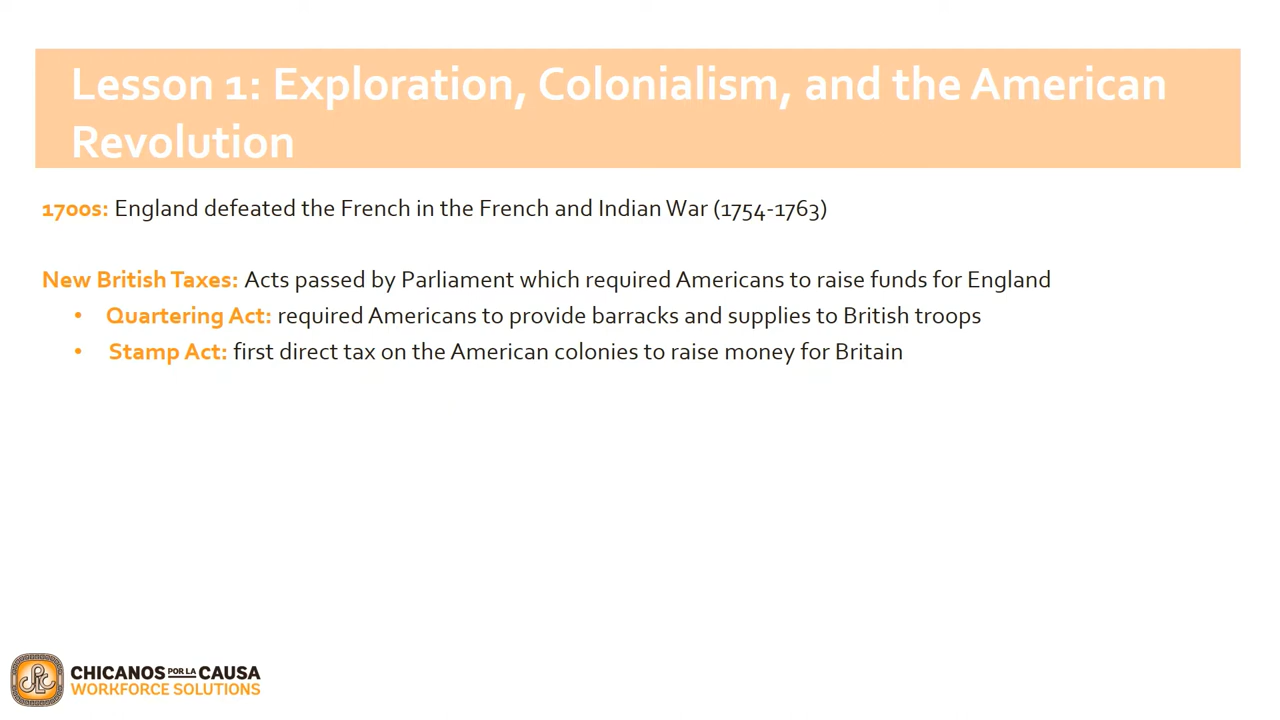 Lesson 1: Exploration, Colonialism, and the American
Revolution
1700s: England defeated the French in the French and Indian War (1754-1763)
New British Taxes: Acts passed by Parliament which required Americans to raise funds for England
• Quartering Act: required Americans to provide barracks and supplies to British troops
• Stamp Act: first direct tax on the American colonies to raise money for Britain
CHICANOS POR LA CAUSA
WORKFORCE SOLUTIONS